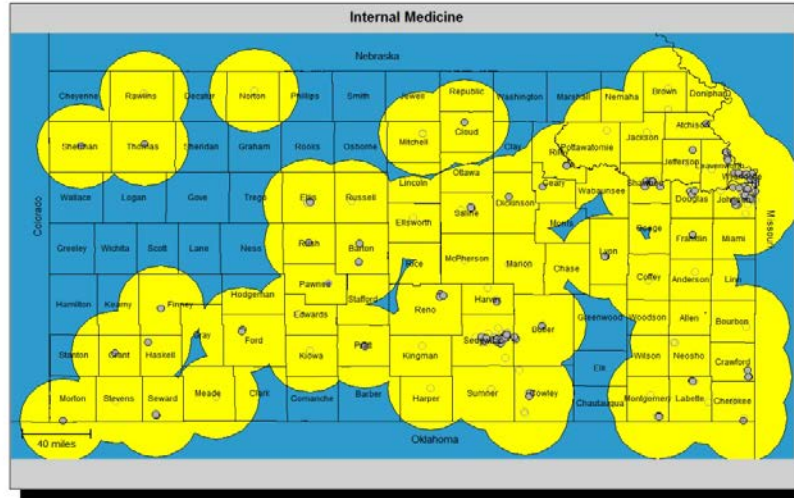 Internal Medicine
Nebraska
Cheyenne Rawlins Decatur Norton Phillips Smith Jewell Republic Washington Marshall Nemaha Brown Doniphan
Atchison
Sherman Thomas Sheridan Graham Rooks Osborne Mitchell Cloud Clay Riley Pottawatomie Jackson Jefferson Leavenworth
Wallace Logan Gove Trego Ellis Russell Lincoln Ottawa Dickinson Geary Wabaunsee Shawnee Douglas Johnson
Colorado
Ellsworth Saline Morris Osage Franklin Miami Missouri
Greeley Wichita Scott Lane Ness Rush Barton Rice McPherson Marion Chase Lyon Coffey Anderson Linn
Hamilton Kearny Finney Hodgeman Pawnee Stafford Reno Harvey Greenwood Woodson Allen Bourbon
Stanton Grant Haskell Gray Ford Edwards Kiowa Pratt Kingman Butler Elk Wilson Neosho Crawford
Morton Stevens Seward Meade Clark Comanche Barber Harper Sumner Cowley Chautauqua Montgomery Labette Cherokee
40 miles
Oklahoma